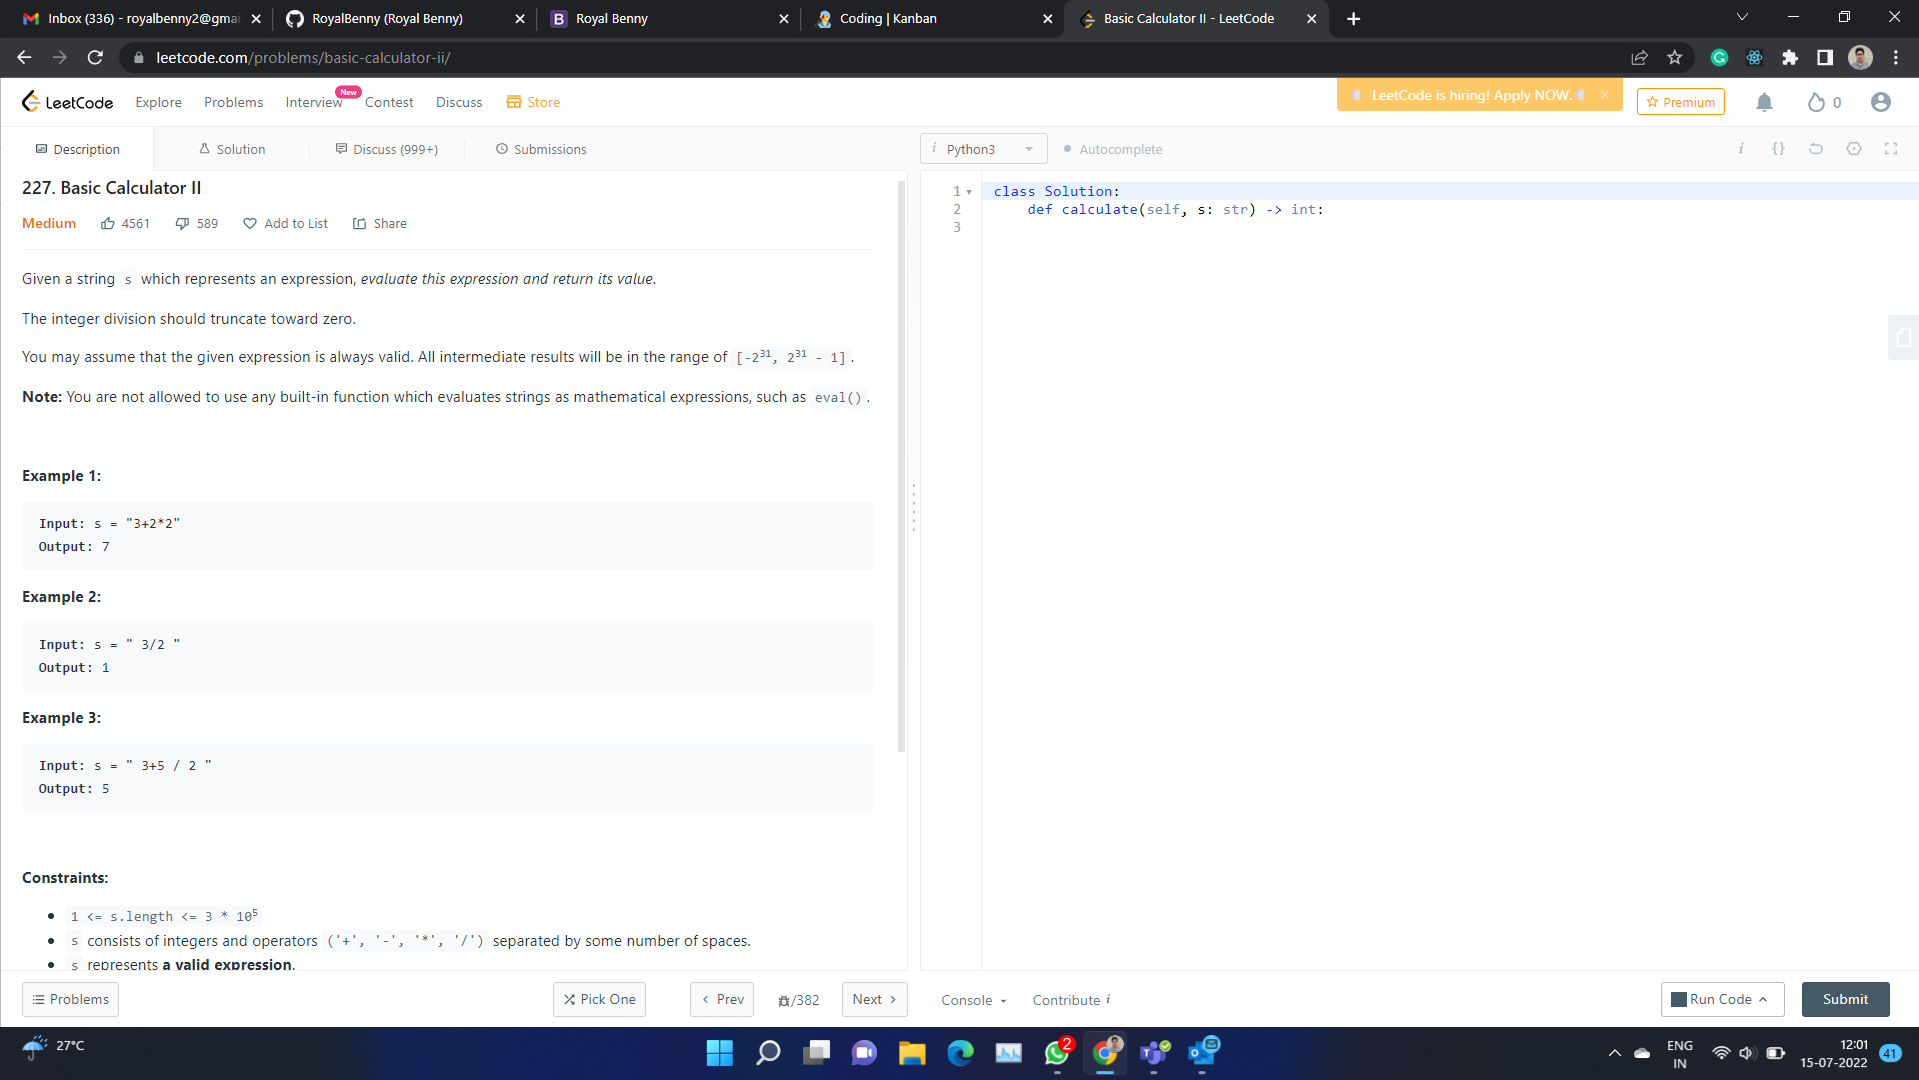 Inbox (336) - royalbenny2@gmai
RoyalBenny (Royal Benny)
B Royal Benny
Coding | Kanban
Basic Calculator II - LeetCode
leetcode.com/problems/basic-calculator-ii/
LeetCode Explore Problems Interview New Contest Discuss Store
LeetCode is hiring! Apply NOW.
Premium
0
Description
Solution
Discuss (999+)
Submissions
i Python3
Autocomplete
i {}
227. Basic Calculator II
Medium 4561 589 Add to List Share
Given a string s which represents an expression, evaluate this expression and return its value.
The integer division should truncate toward zero.
You may assume that the given expression is always valid. All intermediate results will be in the range of [-2³¹, 2³¹ - 1].
Note: You are not allowed to use any built-in function which evaluates strings as mathematical expressions, such as eval().
Example 1:
Input: s = "3+2*2"
Output: 7
Example 2:
Input: s = " 3/2 "
Output: 1
Example 3:
Input: s = " 3+5 / 2 "
Output: 5
Constraints:
• 1 <= s.length <= 3 * 10⁵
• s consists of integers and operators ('+', '-', '*', '/') separated by some number of spaces.
• s represents a valid expression.
1 class Solution:
2 def calculate(self, s: str) -> int:
3
Problems
Pick One
< Prev
/382
Next >
Console
Contribute i
Run Code
Submit
27°C
2
ENG
IN
12:01
15-07-2022
41